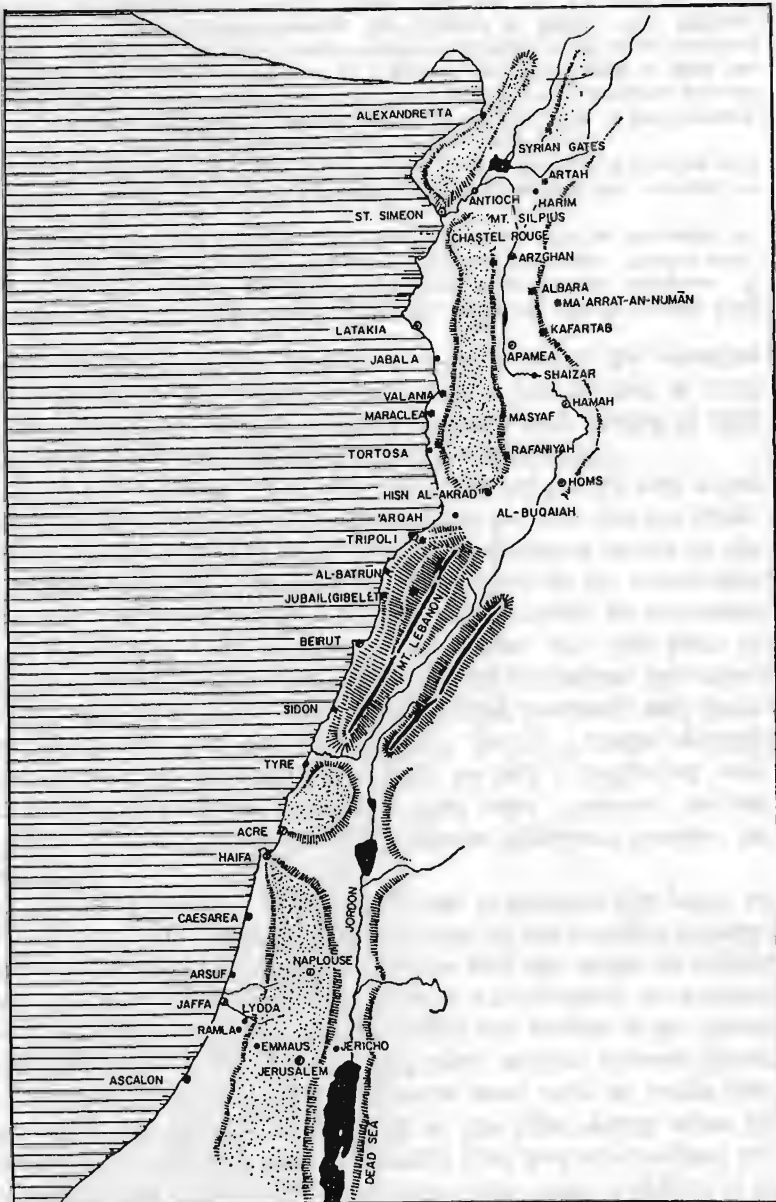 ALEXANDRETTA
SYRIAN GATES
ARTAH
ANTIOCH
HARIM
ST. SIMEON
MT. SILPIUS
CHASTEL ROUGE
ARZGHAN
ALBARA
MA'ARRAT-AN-NUMĀN
LATAKIA
KAFARTAB
APAMEA
JABALA
SHAIZAR
VALANIA
HAMAH
MARACLEA
MASYAF
TORTOSA
RAFANIYAH
HOMS
HISN AL-AKRAD
'ARQAH
AL-BUQAIAH
TRIPOLI
AL-BATRŪN
JUBAIL(GIBELET)
MT. LEBANON
BEIRUT
SIDON
TYRE
ACRE
HAIFA
JORDON
CAESAREA
NAPLOUSE
ARSUF
JAFFA
LYDDA
RAMLA
EMMAUS
JERICHO
JERUSALEM
ASCALON
DEAD SEA